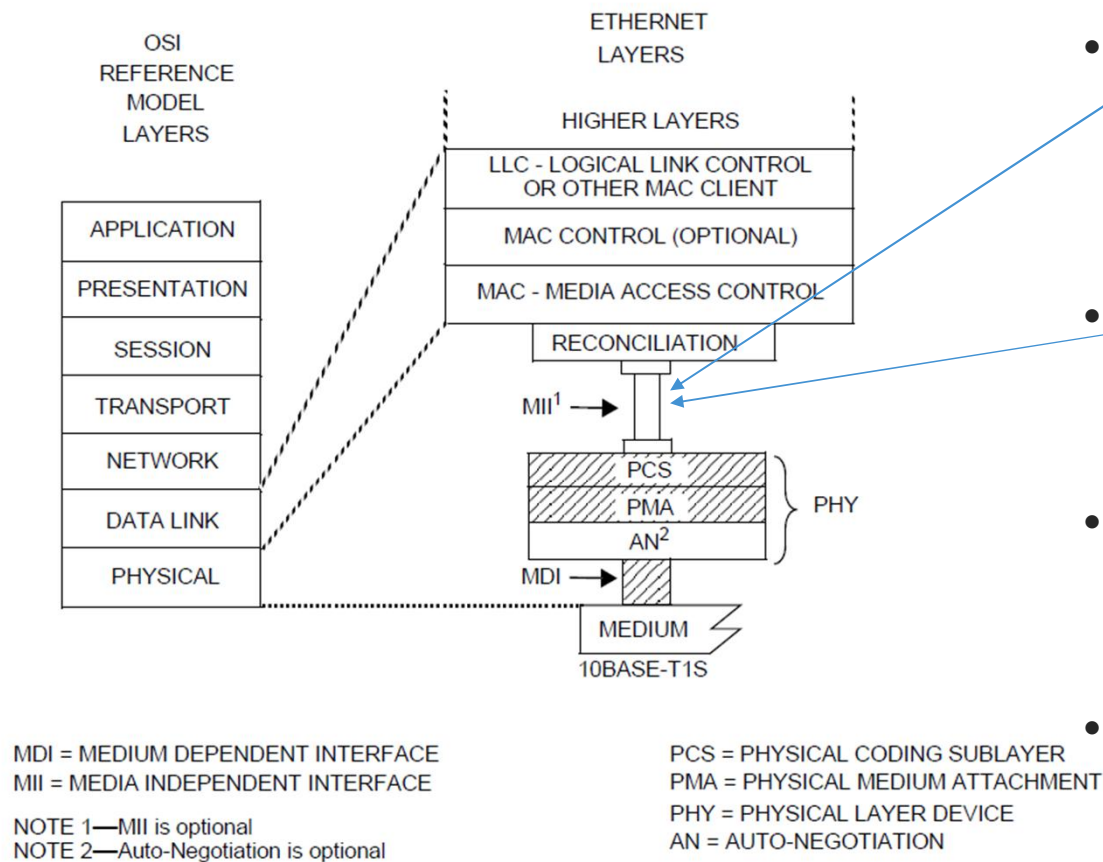 OSI
REFERENCE
MODEL
LAYERS
APPLICATION
PRESENTATION
SESSION
TRANSPORT
NETWORK
DATA LINK
PHYSICAL
ETHERNET
LAYERS
HIGHER LAYERS
LLC - LOGICAL LINK CONTROL
OR OTHER MAC CLIENT
MAC CONTROL (OPTIONAL)
MAC - MEDIA ACCESS CONTROL
RECONCILIATION
MII¹
PCS
PMA
AN²
PHY
MDI
MEDIUM
10BASE-T1S
MDI = MEDIUM DEPENDENT INTERFACE
MII = MEDIA INDEPENDENT INTERFACE
NOTE 1—MII is optional
NOTE 2—Auto-Negotiation is optional
PCS = PHYSICAL CODING SUBLAYER
PMA = PHYSICAL MEDIUM ATTACHMENT
PHY = PHYSICAL LAYER DEVICE
AN = AUTO-NEGOTIATION